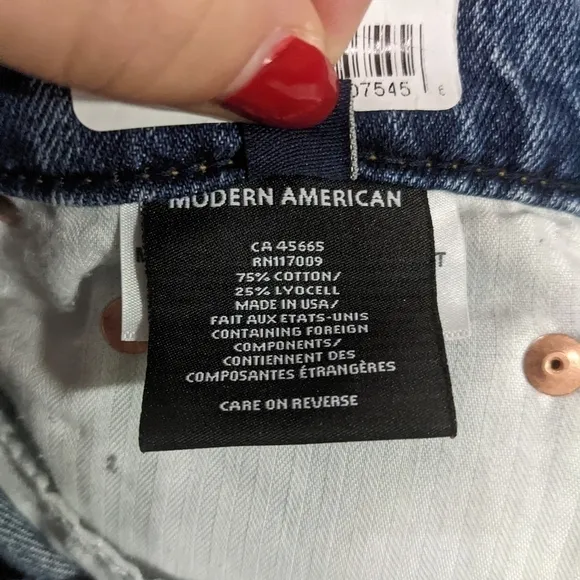 07545
6
MODERN AMERICAN
CA 45665
RN117009
75% COTTON/
25% LYOCELL
MADE IN USA/
FAIT AUX ETATS-UNIS
CONTAINING FOREIGN
COMPONENTS/
CONTIENNENT DES
COMPOSANTES ÉTRANGÈRES
CARE ON REVERSE
M T